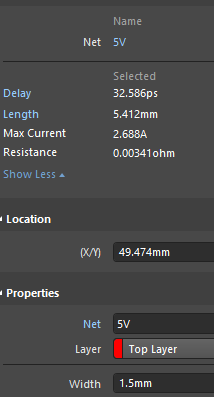 Name
Net 5V
Selected
Delay 32.586ps
Length 5.412mm
Max Current 2.688A
Resistance 0.00341ohm
Show Less
Location
(X/Y) 49.474mm
Properties
Net 5V
Layer Top Layer
Width 1.5mm